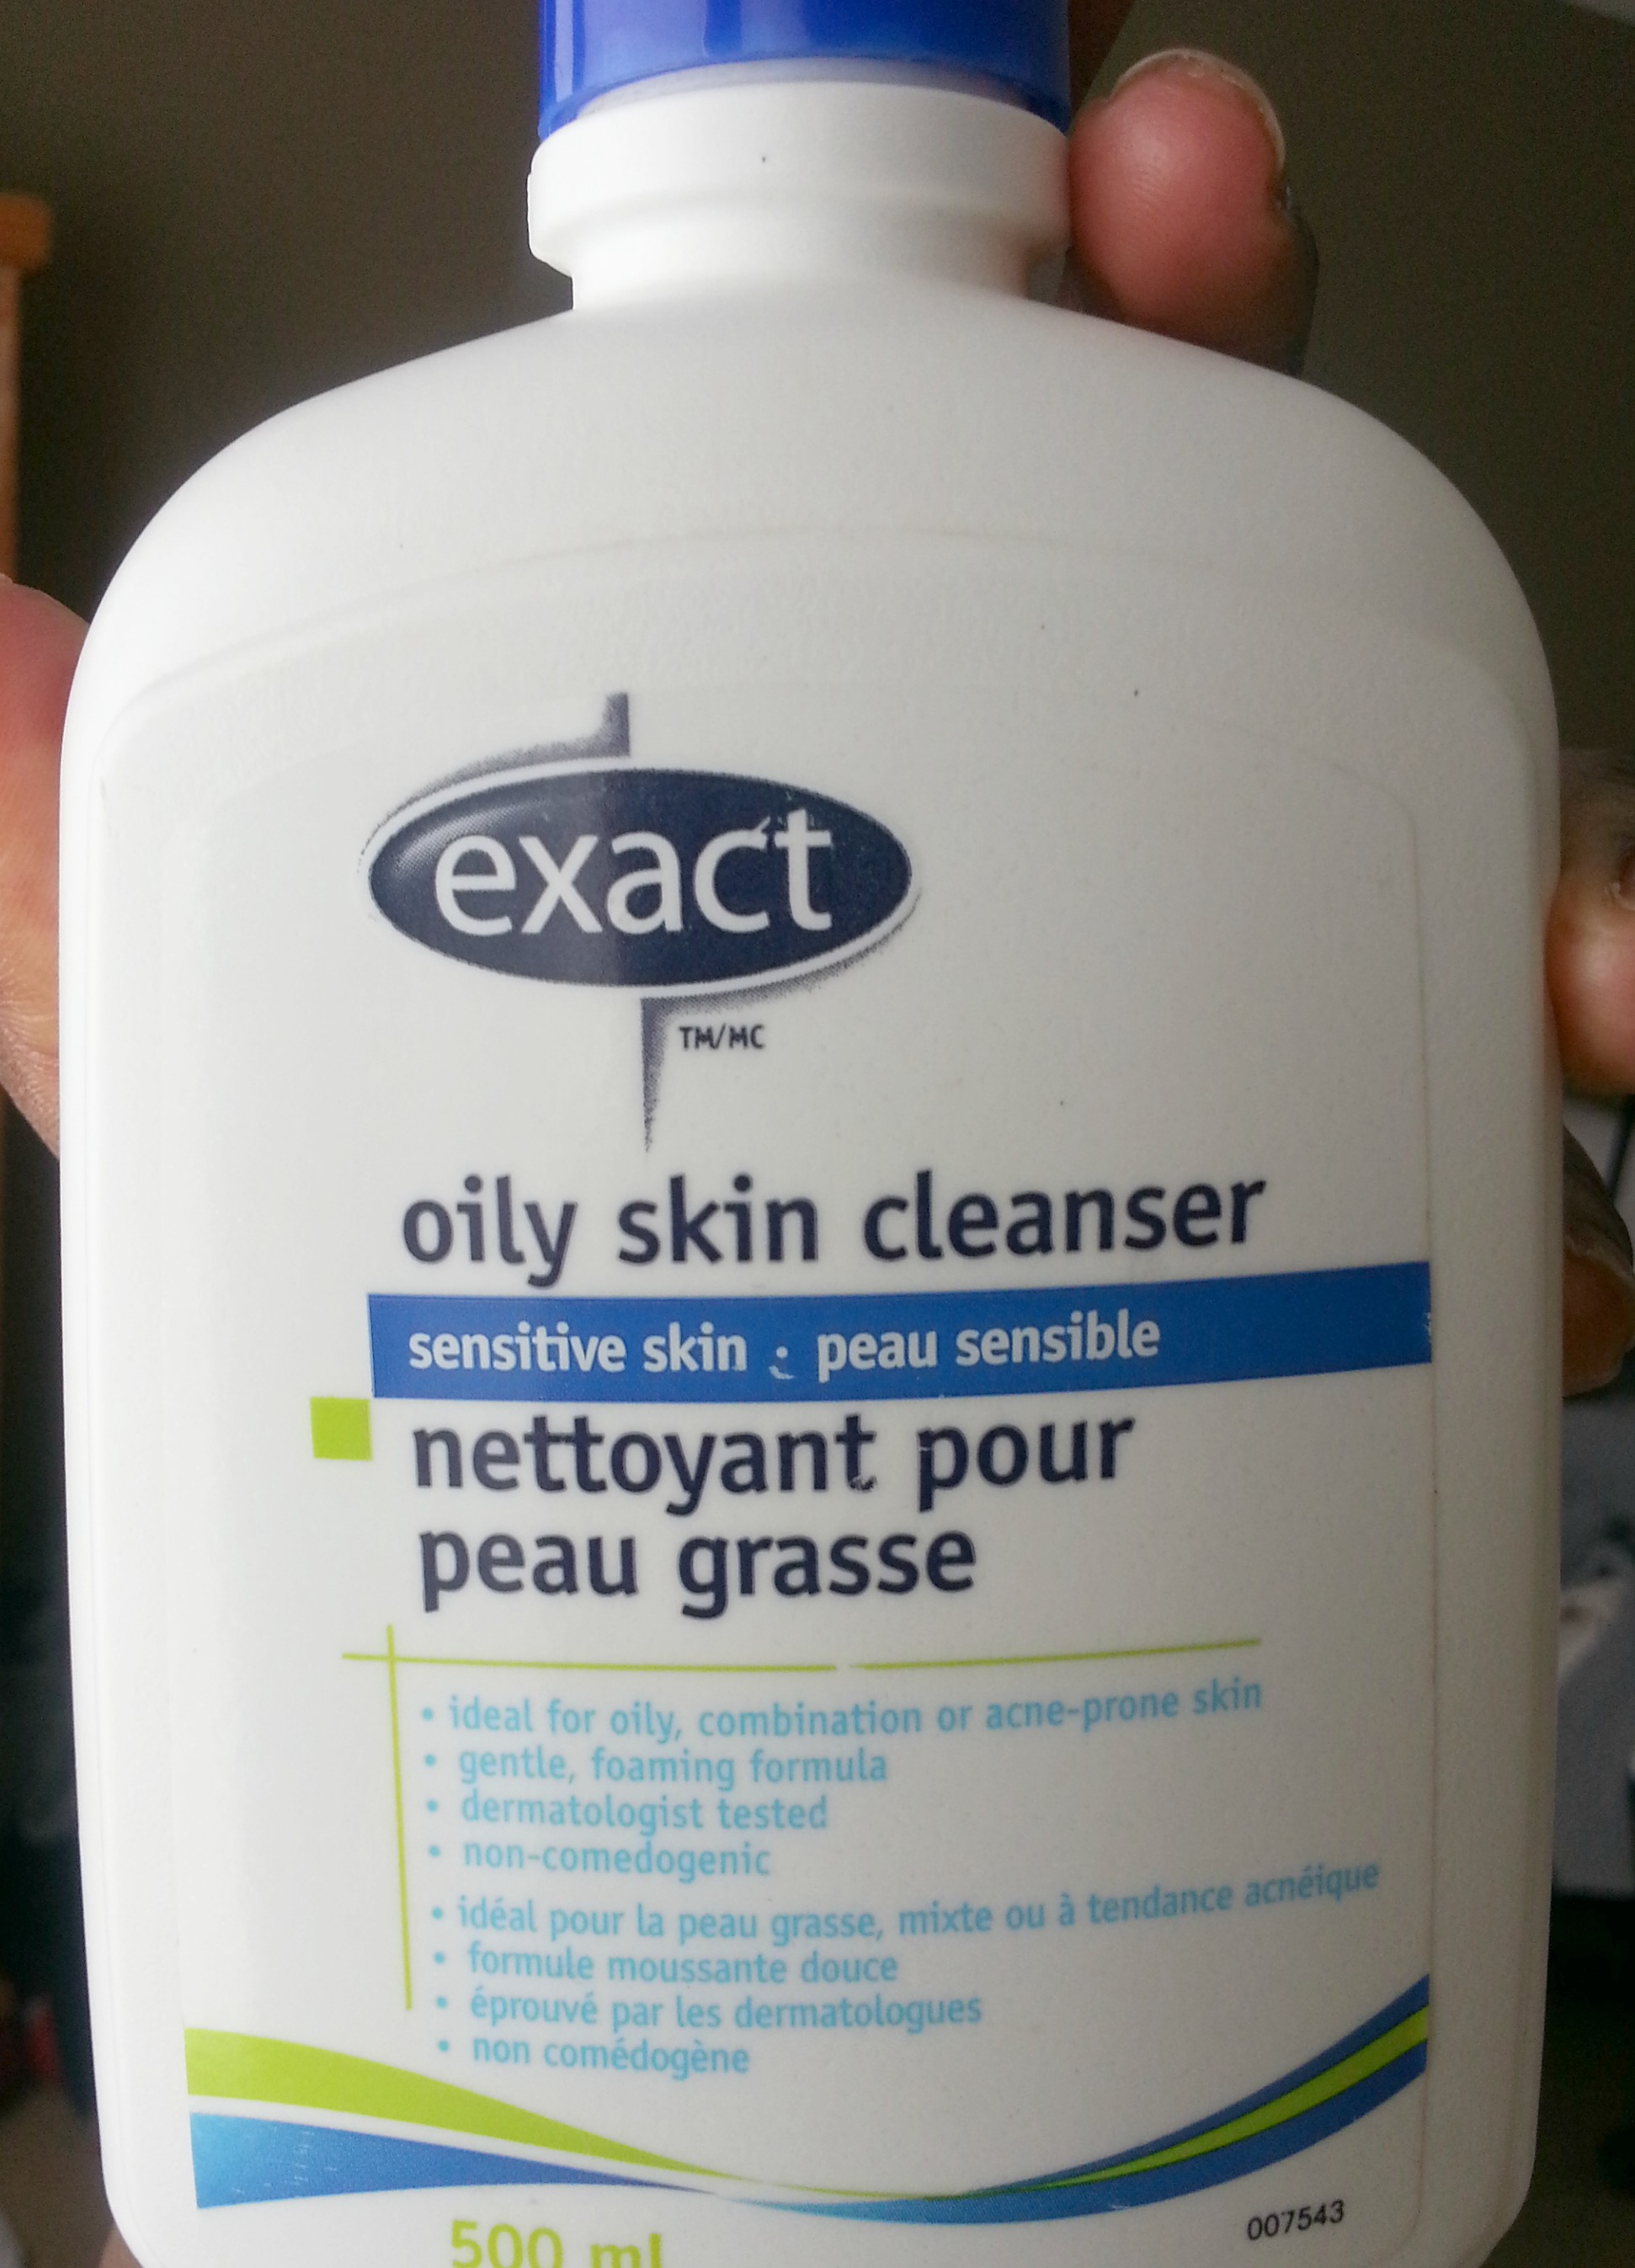 exact
TM/MC
oily skin cleanser
sensitive skin : peau sensible
nettoyant pour
peau grasse
• ideal for oily, combination or acne-prone skin
• gentle, foaming formula
• dermatologist tested
• non-comedogenic
• idéal pour la peau grasse, mixte ou à tendance acnéique
• formule moussante douce
• éprouvé par les dermatologues
• non comédogène
500 ml
007543